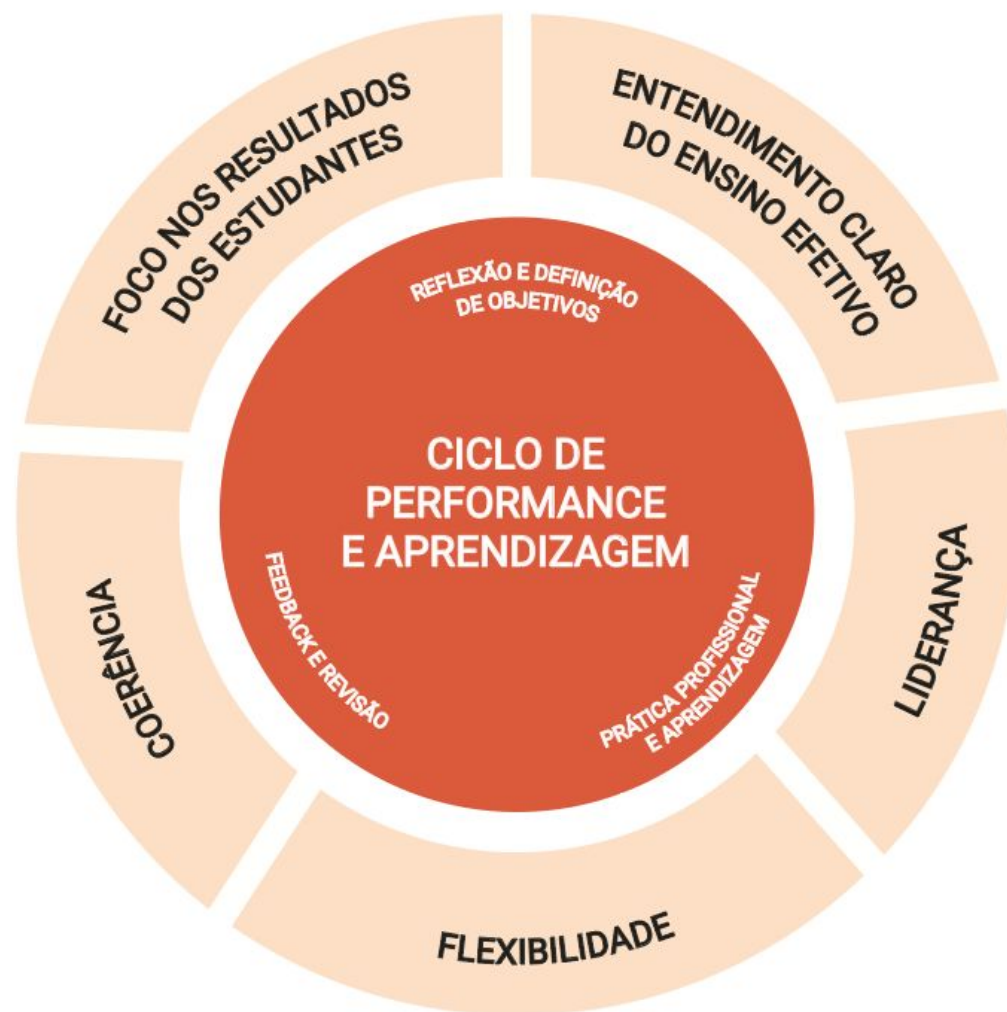 FOCO NOS RESULTADOS
DOS ESTUDANTES
ENTENDIMENTO CLARO
DO ENSINO EFETIVO
LIDERANÇA
FLEXIBILIDADE
COERÊNCIA
REFLEXÃO E DEFINIÇÃO
DE OBJETIVOS
CICLO DE
PERFORMANCE
E APRENDIZAGEM
PRÁTICA PROFISSIONAL
E APRENDIZAGEM
FEEDBACK E REVISÃO